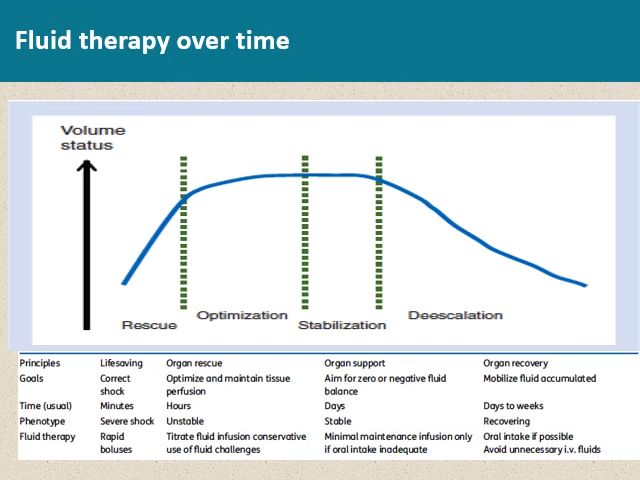 Fluid therapy over time
Volume
status
Rescue
Optimization
Stabilization
Deescalation
Principles Lifesaving Organ rescue Organ support Organ recovery
Goals Correct shock Optimize and maintain tissue perfusion Aim for zero or negative fluid balance Mobilize fluid accumulated
Time (usual) Minutes Hours Days Days to weeks
Phenotype Severe shock Unstable Stable Recovering
Fluid therapy Rapid boluses Titrate fluid infusion conservative use of fluid challenges Minimal maintenance infusion only if oral intake inadequate Oral intake if possible Avoid unnecessary i.v. fluids